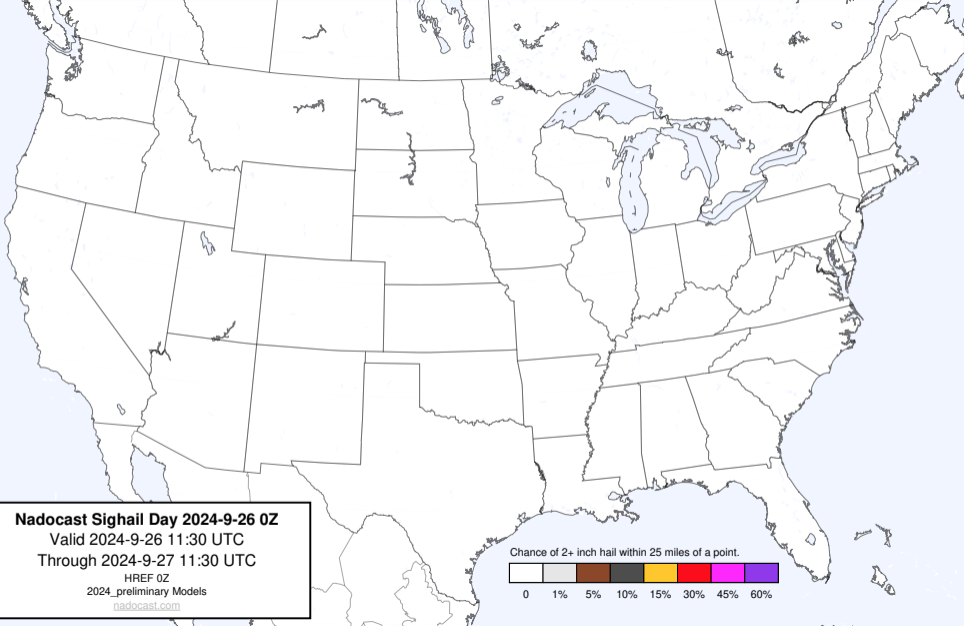 Nadocast Sighail Day 2024-9-26 0Z
Valid 2024-9-26 11:30 UTC
Through 2024-9-27 11:30 UTC
HREF 0Z
2024_preliminary Models
nadocast.com
Chance of 2+ inch hail within 25 miles of a point.
0 1% 5% 10% 15% 30% 45% 60%